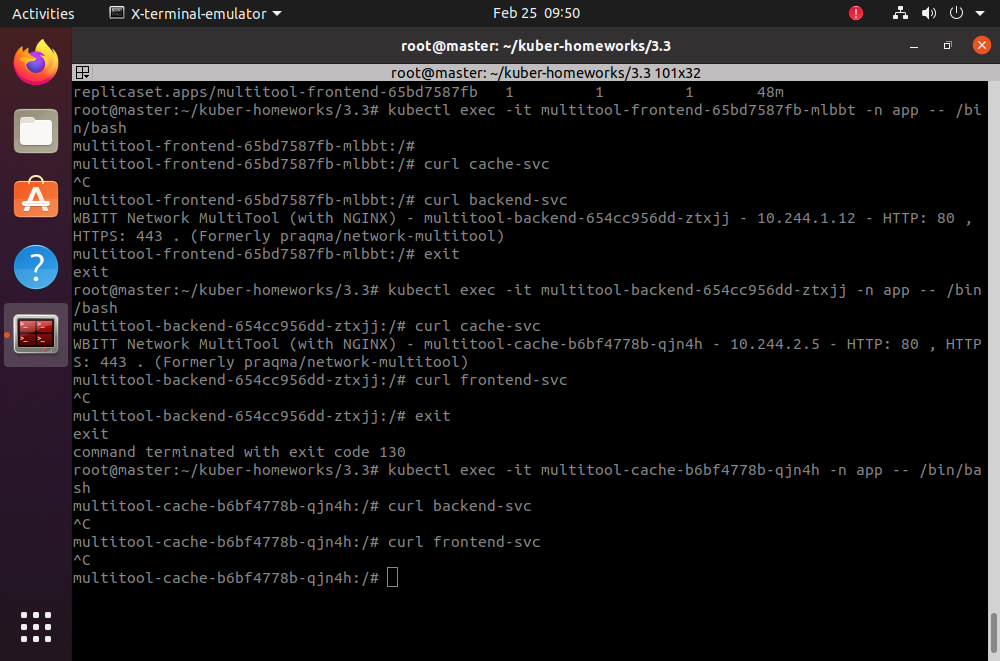 Activities X-terminal-emulator Feb 25 09:50
root@master: ~/kuber-homeworks/3.3
root@master: ~/kuber-homeworks/3.3 101x32
replicaset.apps/multitool-frontend-65bd7587fb   1         1         1       48m
root@master:~/kuber-homeworks/3.3# kubectl exec -it multitool-frontend-65bd7587fb-mlbbt -n app -- /bi
n/bash
multitool-frontend-65bd7587fb-mlbbt:/#
multitool-frontend-65bd7587fb-mlbbt:/# curl cache-svc
^C
multitool-frontend-65bd7587fb-mlbbt:/# curl backend-svc
WBITT Network MultiTool (with NGINX) - multitool-backend-654cc956dd-ztxjj - 10.244.1.12 - HTTP: 80 ,
HTTPS: 443 . (Formerly praqma/network-multitool)
multitool-frontend-65bd7587fb-mlbbt:/# exit
exit
root@master:~/kuber-homeworks/3.3# kubectl exec -it multitool-backend-654cc956dd-ztxjj -n app -- /bin
/bash
multitool-backend-654cc956dd-ztxjj:/# curl cache-svc
WBITT Network MultiTool (with NGINX) - multitool-cache-b6bf4778b-qjn4h - 10.244.2.5 - HTTP: 80 , HTTP
S: 443 . (Formerly praqma/network-multitool)
multitool-backend-654cc956dd-ztxjj:/# curl frontend-svc
^C
multitool-backend-654cc956dd-ztxjj:/# exit
exit
command terminated with exit code 130
root@master:~/kuber-homeworks/3.3# kubectl exec -it multitool-cache-b6bf4778b-qjn4h -n app -- /bin/ba
sh
multitool-cache-b6bf4778b-qjn4h:/# curl backend-svc
^C
multitool-cache-b6bf4778b-qjn4h:/# curl frontend-svc
^C
multitool-cache-b6bf4778b-qjn4h:/#